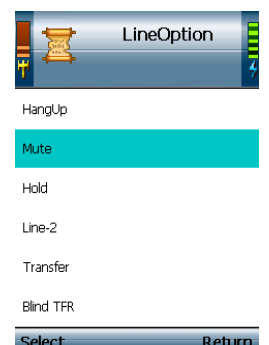 LineOption
HangUp
Mute
Hold
Line-2
Transfer
Blind TFR
Select Return